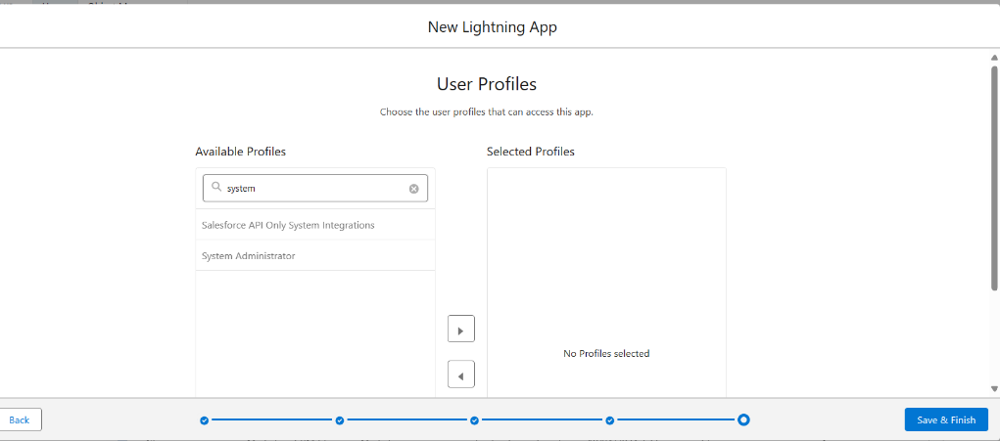 New Lightning App
User Profiles
Choose the user profiles that can access this app.
Available Profiles
Selected Profiles
system
Salesforce API Only System Integrations
System Administrator
No Profiles selected
Back
Save & Finish